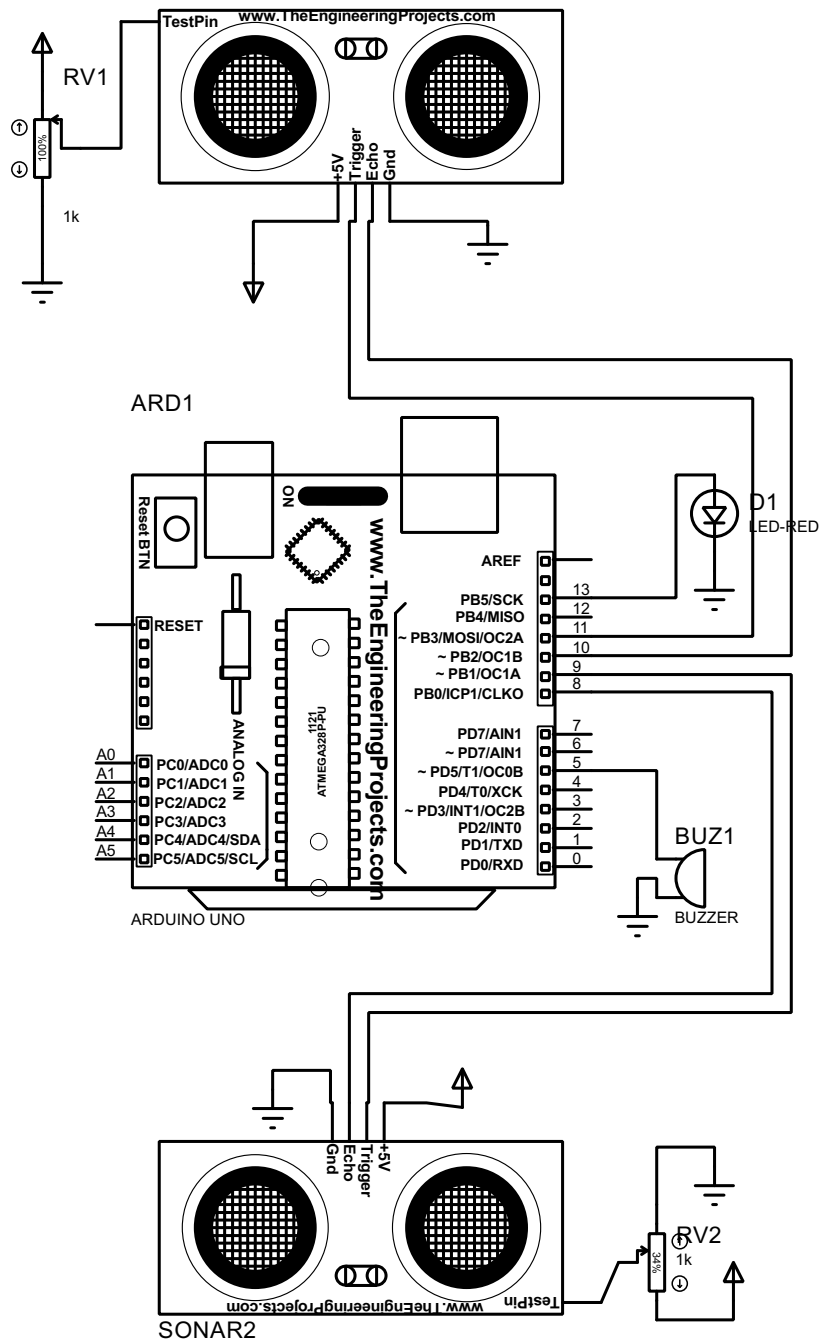 TestPin
www.TheEngineeringProjects.com
RV1
100%
1k
+5V
Trigger
Echo
Gnd
ARD1
Reset BTN
ON
www.TheEngineeringProjects.com
D1
LED-RED
AREF
PB5/SCK 13
PB4/MISO 12
RESET
~ PB3/MOSI/OC2A 11
~ PB2/OC1B 10
~ PB1/OC1A 9
PB0/ICP1/CLKO 8
1121
ATMEGA328P-PU
ANALOG IN
PD7/AIN1 7
~ PD7/AIN1 6
~ PD5/T1/OC0B 5
PD4/T0/XCK 4
~ PD3/INT1/OC2B 3
PD2/INT0 2
PD1/TXD 1
PD0/RXD 0
A0 PC0/ADC0
A1 PC1/ADC1
A2 PC2/ADC2
A3 PC3/ADC3
A4 PC4/ADC4/SDA
A5 PC5/ADC5/SCL
BUZ1
BUZZER
ARDUINO UNO
Gnd
Echo
Trigger
+5V
RV2
34%
1k
TestPin
www.TheEngineeringProjects.com
SONAR2